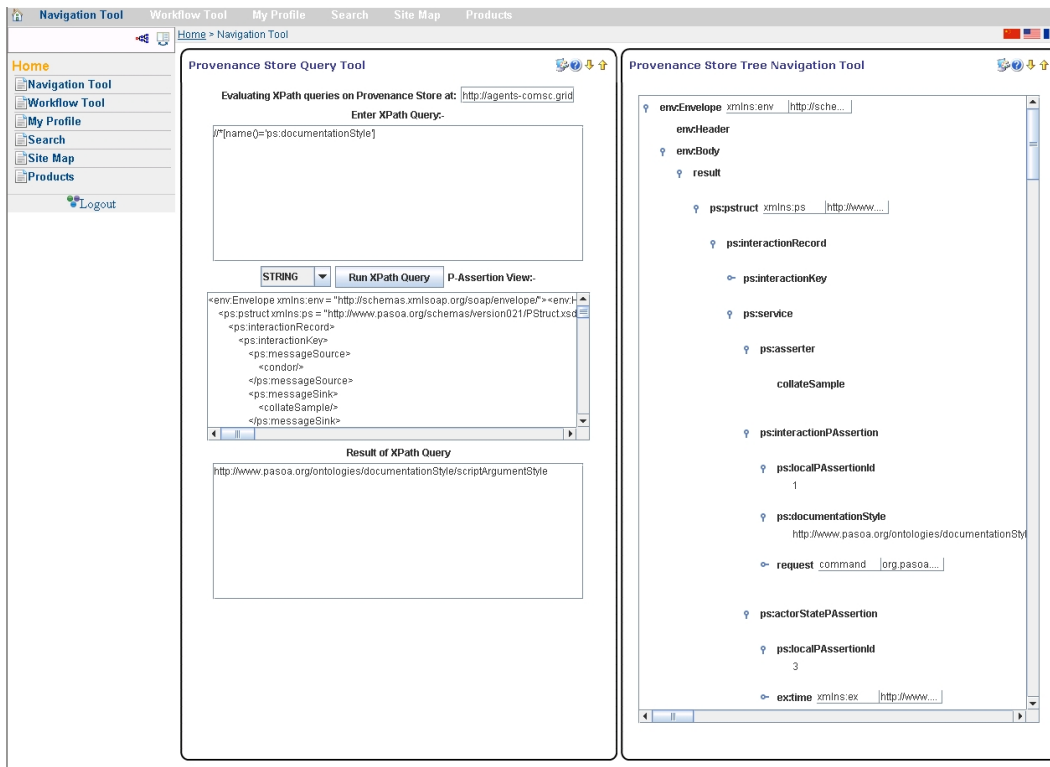 Navigation Tool Workflow Tool My Profile Search Site Map Products
Home > Navigation Tool
Home
Navigation Tool
Workflow Tool
My Profile
Search
Site Map
Products
Logout
Provenance Store Query Tool
Evaluating XPath queries on Provenance Store at: http://agents-comsc.grid
Enter XPath Query:-
//*[name()='ps:documentationStyle']
STRING Run XPath Query P-Assertion View:-
<env:Envelope xmlns:env = "http://schemas.xmlsoap.org/soap/envelope/"><env:H
<ps:pstruct xmlns:ps = "http://www.pasoa.org/schemas/version021/PStruct.xsd
<ps:interactionRecord>
<ps:interactionKey>
<ps:messageSource>
<condor/>
</ps:messageSource>
<ps:messageSink>
<collateSample/>
</ps:messageSink>
Result of XPath Query
http://www.pasoa.org/ontologies/documentationStyle/scriptArgumentStyle
Provenance Store Tree Navigation Tool
env:Envelope xmlns:env http://sche...
env:Header
env:Body
result
ps:pstruct xmlns:ps http://www....
ps:interactionRecord
ps:interactionKey
ps:service
ps:asserter
collateSample
ps:interactionPAssertion
ps:localPAssertionId
1
ps:documentationStyle
http://www.pasoa.org/ontologies/documentationStyl
request command org.pasoa....
ps:actorStatePAssertion
ps:localPAssertionId
3
ex:time xmlns:ex http://www....